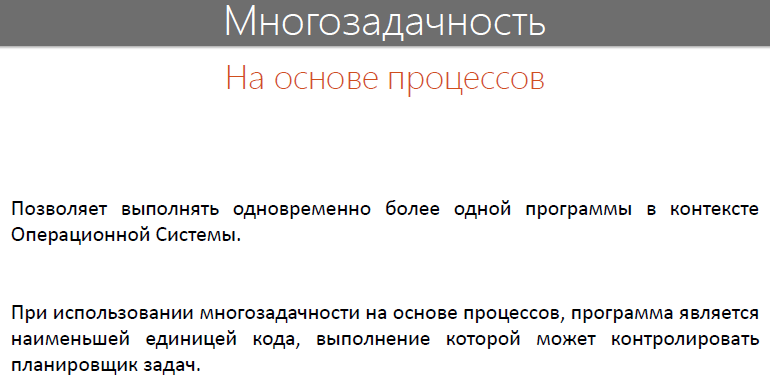 Многозадачность
На основе процессов
Позволяет выполнять одновременно более одной программы в контексте
Операционной Системы.
При использовании многозадачности на основе процессов, программа является
наименьшей единицей кода, выполнение которой может контролировать
планировщик задач.